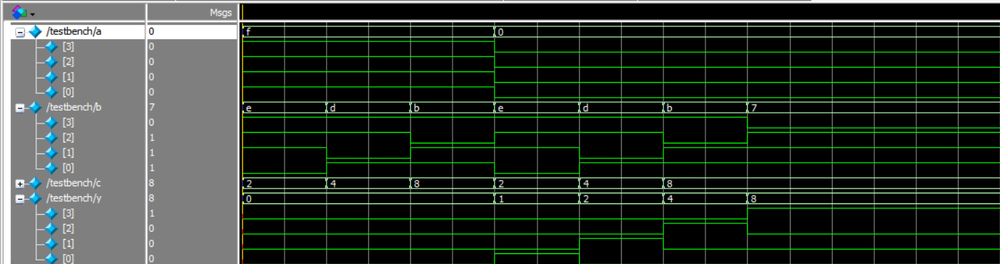 Msgs
/testbench/a 0 f 0
[3] 0
[2] 0
[1] 0
[0] 0
/testbench/b 7 e d b e d b 7
[3] 0
[2] 1
[1] 1
[0] 1
/testbench/c 8 2 4 8 2 4 8
/testbench/y 8 0 1 2 4 8
[3] 1
[2] 0
[1] 0
[0] 0